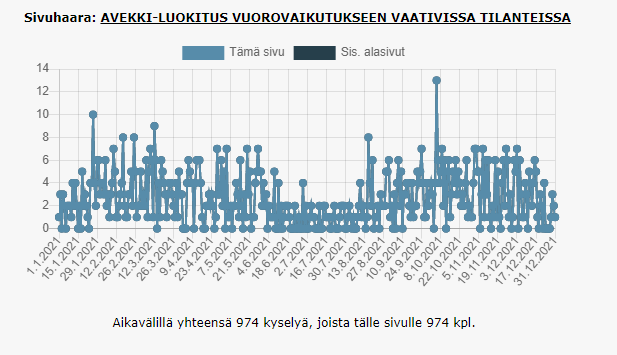 Sivuhaara: AVEKKI-LUOKITUS VUOROVAIKUTUKSEEN VAATIVISSA TILANTEISSA
Tämä sivu Sis. alasivut
14
12
10
8
6
4
2
0
1.1.2021 15.1.2021 29.1.2021 12.2.2021 26.2.2021 12.3.2021 26.3.2021 9.4.2021 23.4.2021 7.5.2021 21.5.2021 4.6.2021 18.6.2021 2.7.2021 16.7.2021 30.7.2021 13.8.2021 27.8.2021 10.9.2021 24.9.2021 8.10.2021 22.10.2021 5.11.2021 19.11.2021 3.12.2021 17.12.2021 31.12.2021
Aikavälillä yhteensä 974 kyselyä, joista tälle sivulle 974 kpl.